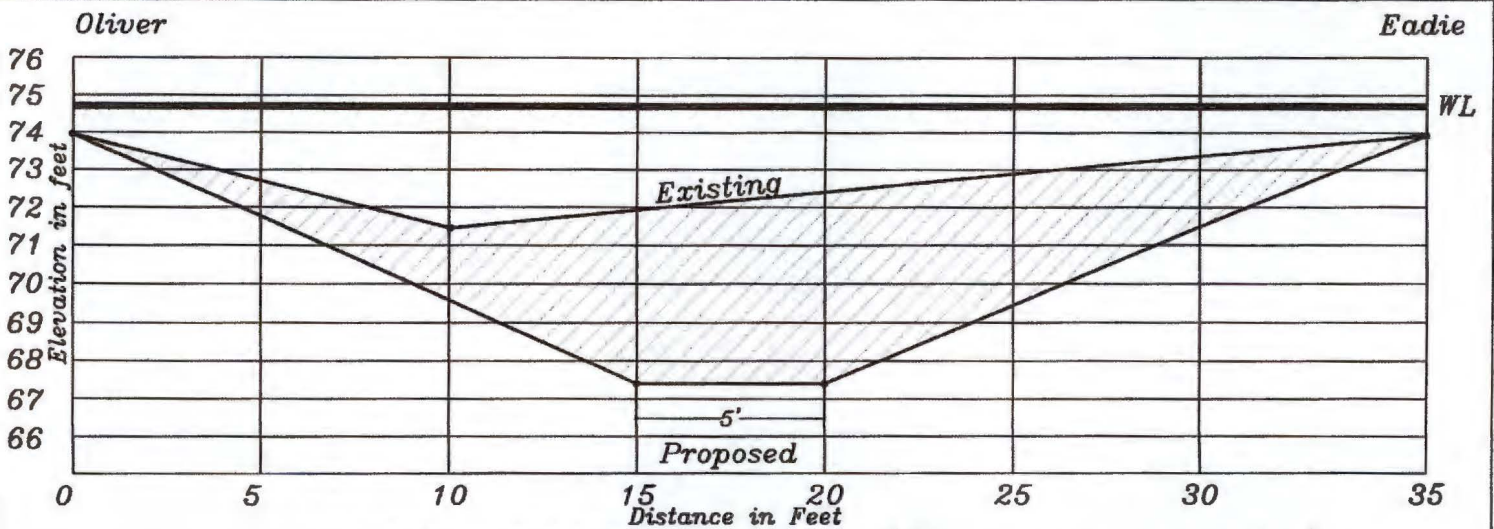 Oliver
Eadie
76
75
WL
74
73
Existing
72
71
70
69
68
67
66
Elevation in feet
5'
Proposed
0 5 10 15 20 25 30 35
Distance in Feet